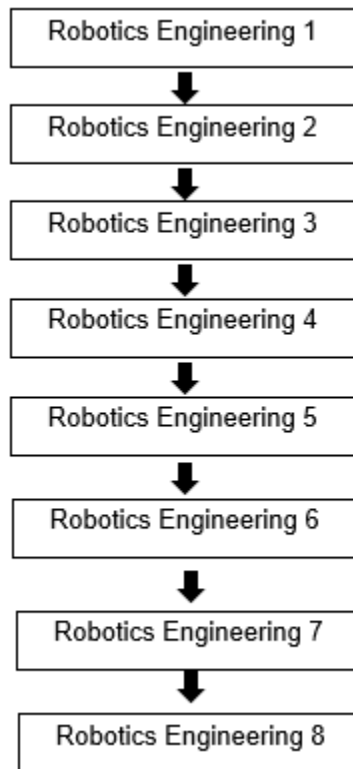 Robotics Engineering 1
Robotics Engineering 2
Robotics Engineering 3
Robotics Engineering 4
Robotics Engineering 5
Robotics Engineering 6
Robotics Engineering 7
Robotics Engineering 8